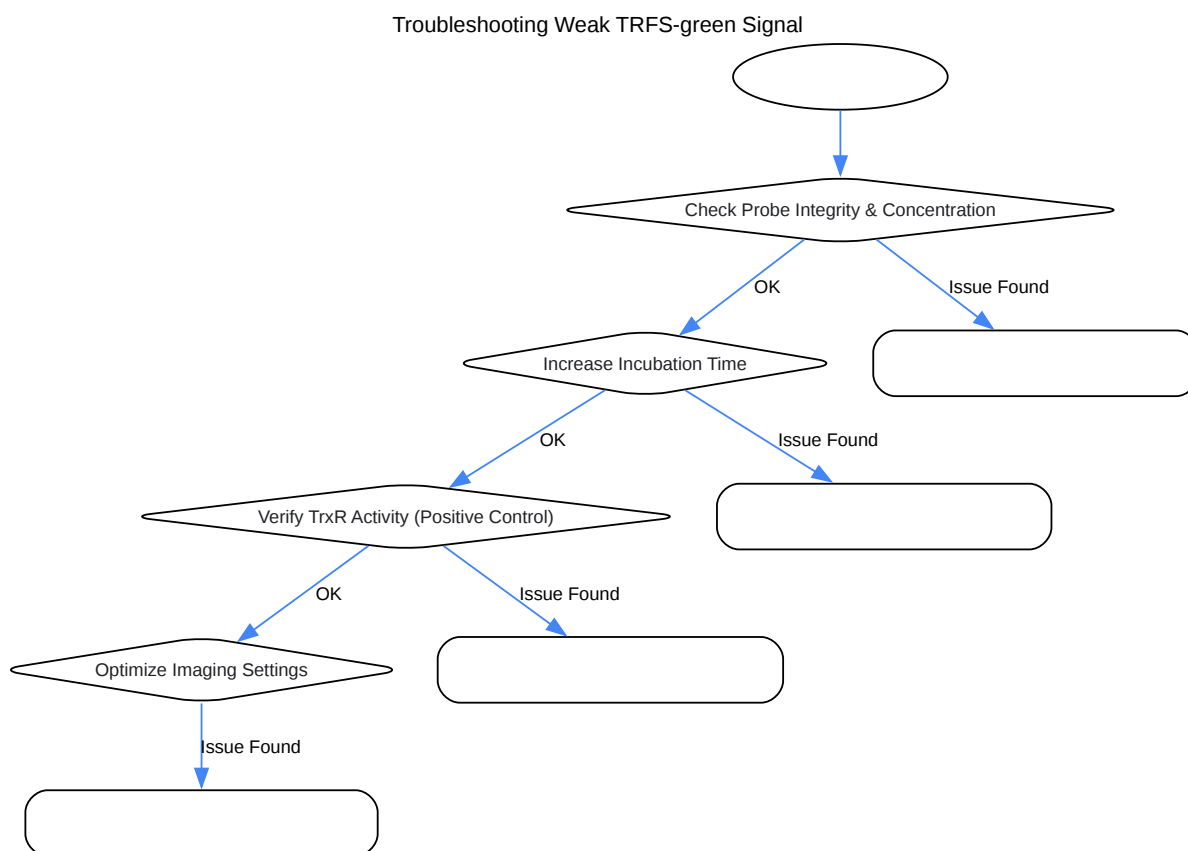 Troubleshooting Weak TRFS-green Signal
Check Probe Integrity & Concentration
OK
Issue Found
Increase Incubation Time
OK
Issue Found
Verify TrxR Activity (Positive Control)
OK
Issue Found
Optimize Imaging Settings
Issue Found